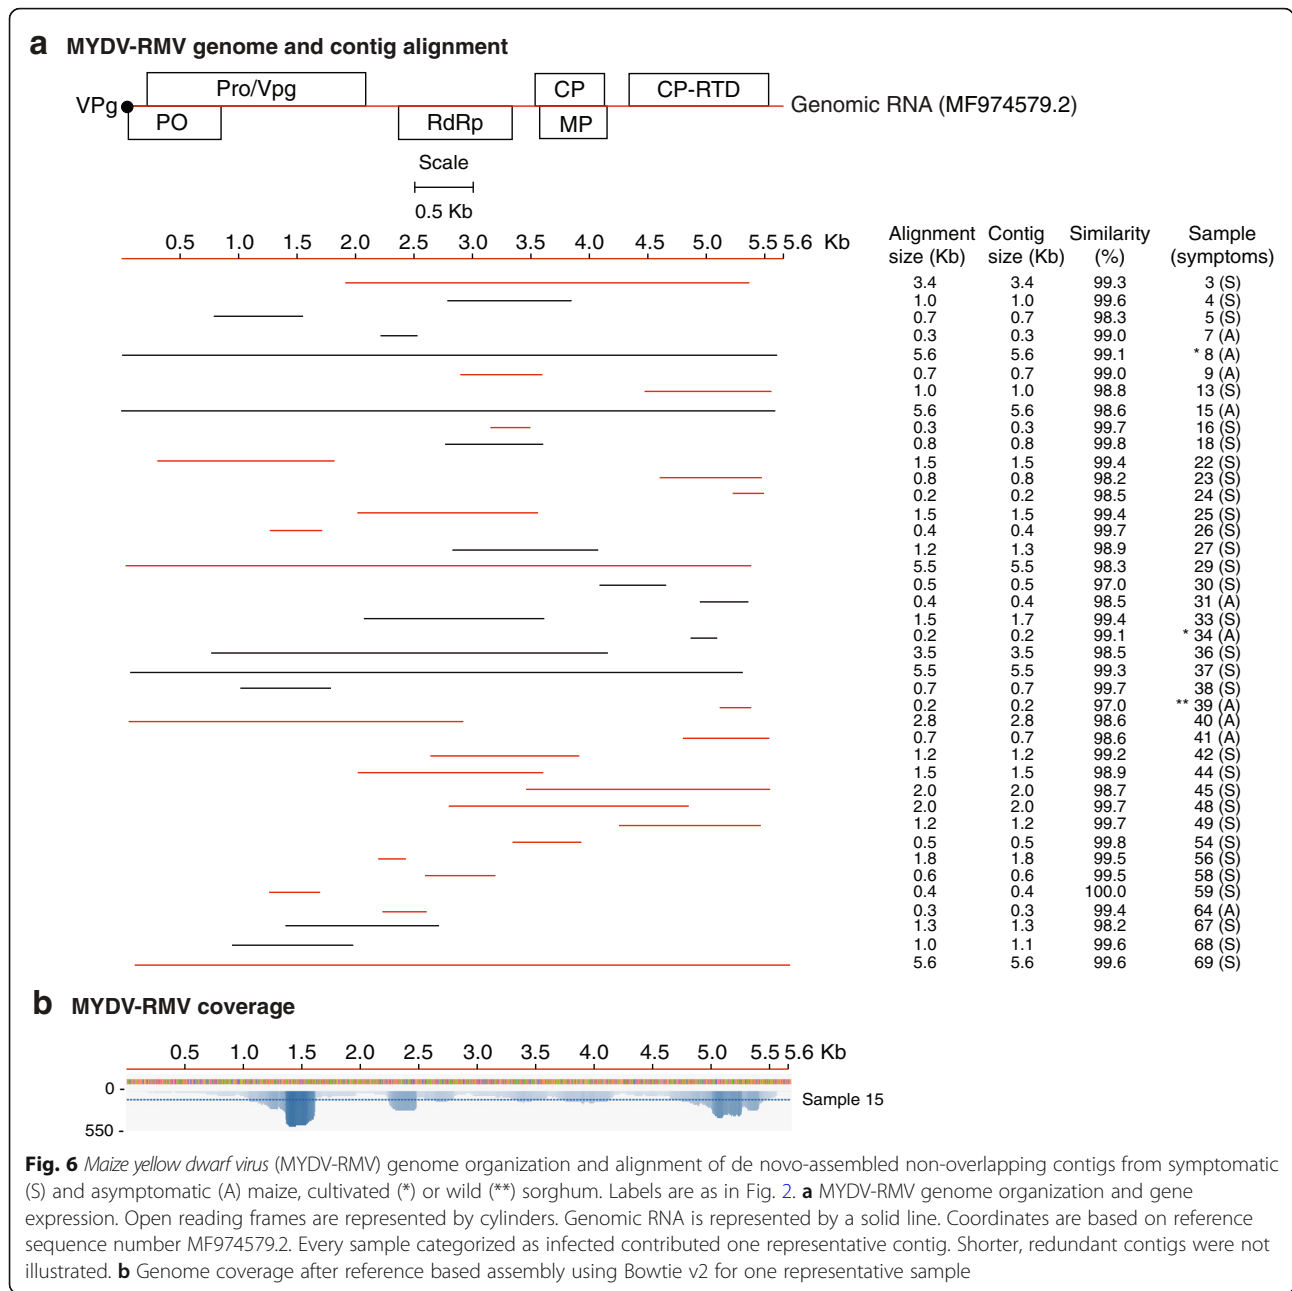 a MYDV-RMV genome and contig alignment
Pro/Vpg CP CP-RTD
VPg Genomic RNA (MF974579.2)
PO RdRp MP
Scale
0.5 Kb
0.5 1.0 1.5 2.0 2.5 3.0 3.5 4.0 4.5 5.0 5.5 5.6 Kb
Alignment size (Kb) Contig size (Kb) Similarity (%) Sample (symptoms)
3.4 3.4 99.3 3 (S)
1.0 1.0 99.6 4 (S)
0.7 0.7 98.3 5 (S)
0.3 0.3 99.0 7 (A)
5.6 5.6 99.1 * 8 (A)
0.7 0.7 99.0 9 (A)
1.0 1.0 98.8 13 (S)
5.6 5.6 98.6 15 (A)
0.3 0.3 99.7 16 (S)
0.8 0.8 99.8 18 (S)
1.5 1.5 99.4 22 (S)
0.8 0.8 98.2 23 (S)
0.2 0.2 98.5 24 (S)
1.5 1.5 99.4 25 (S)
0.4 0.4 99.7 26 (S)
1.2 1.3 98.9 27 (S)
5.5 5.5 98.3 29 (S)
0.5 0.5 97.0 30 (S)
0.4 0.4 98.5 31 (A)
1.5 1.7 99.4 33 (S)
0.2 0.2 99.1 * 34 (A)
3.5 3.5 98.5 36 (S)
5.5 5.5 99.3 37 (S)
0.7 0.7 99.7 38 (S)
0.2 0.2 97.0 ** 39 (A)
2.8 2.8 98.6 40 (A)
0.7 0.7 98.6 41 (A)
1.2 1.2 99.2 42 (S)
1.5 1.5 98.9 44 (S)
2.0 2.0 98.7 45 (S)
2.0 2.0 99.7 48 (S)
1.2 1.2 99.7 49 (S)
0.5 0.5 99.8 54 (S)
1.8 1.8 99.5 56 (S)
0.6 0.6 99.5 58 (S)
0.4 0.4 100.0 59 (S)
0.3 0.3 99.4 64 (A)
1.3 1.3 98.2 67 (S)
1.0 1.1 99.6 68 (S)
5.6 5.6 99.6 69 (S)
b MYDV-RMV coverage
0.5 1.0 1.5 2.0 2.5 3.0 3.5 4.0 4.5 5.0 5.5 5.6 Kb
0 -
Sample 15
550 -
Fig. 6 Maize yellow dwarf virus (MYDV-RMV) genome organization and alignment of de novo-assembled non-overlapping contigs from symptomatic
(S) and asymptomatic (A) maize, cultivated (*) or wild (**) sorghum. Labels are as in Fig. 2. a MYDV-RMV genome organization and gene
expression. Open reading frames are represented by cylinders. Genomic RNA is represented by a solid line. Coordinates are based on reference
sequence number MF974579.2. Every sample categorized as infected contributed one representative contig. Shorter, redundant contigs were not
illustrated. b Genome coverage after reference based assembly using Bowtie v2 for one representative sample